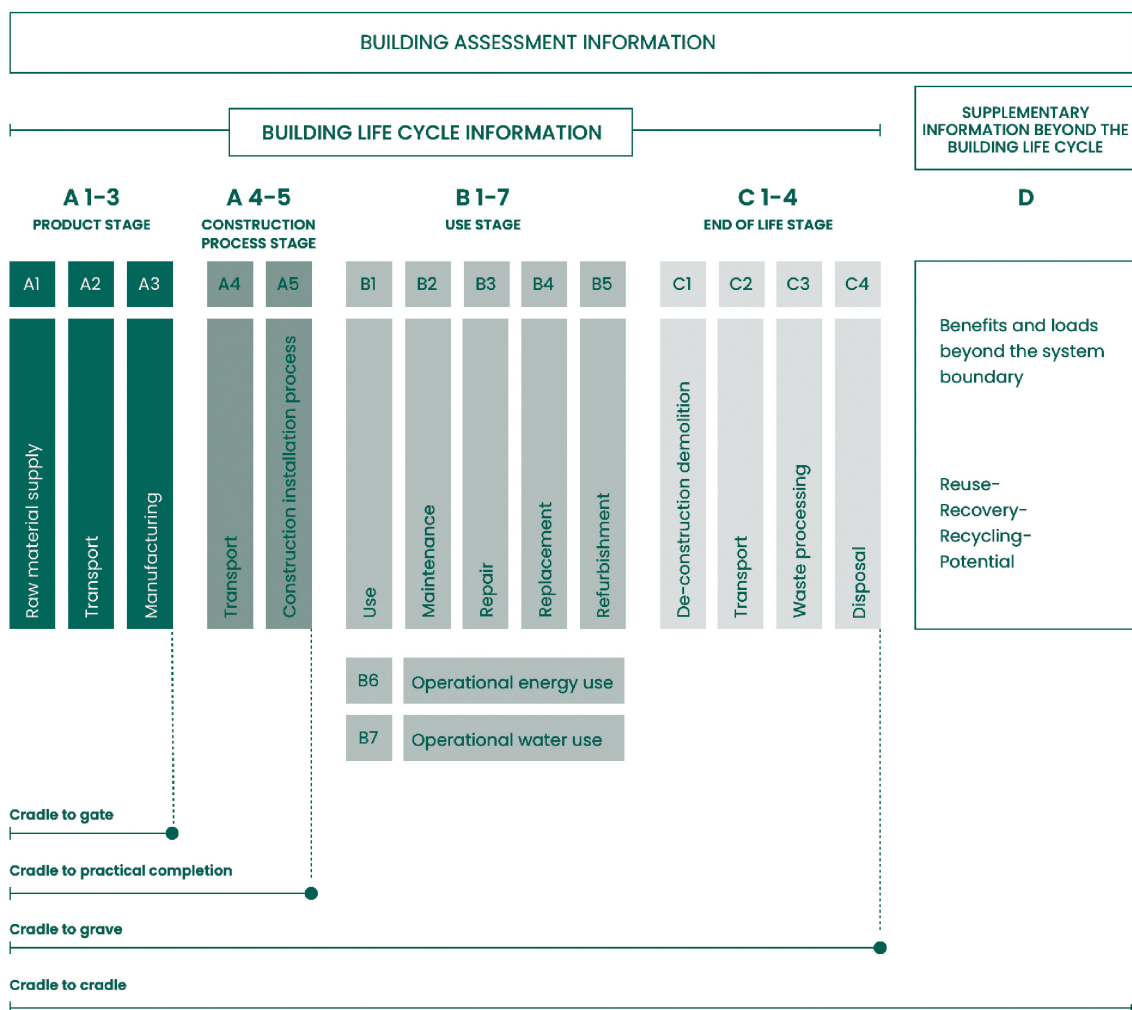 BUILDING ASSESSMENT INFORMATION
BUILDING LIFE CYCLE INFORMATION
SUPPLEMENTARY
INFORMATION BEYOND THE
BUILDING LIFE CYCLE
A 1-3
PRODUCT STAGE
A 4-5
CONSTRUCTION
PROCESS STAGE
B 1-7
USE STAGE
C 1-4
END OF LIFE STAGE
D
A1
A2
A3
A4
A5
B1
B2
B3
B4
B5
C1
C2
C3
C4
Raw material supply
Transport
Manufacturing
Transport
Construction installation process
Use
Maintenance
Repair
Replacement
Refurbishment
De-construction demolition
Transport
Waste processing
Disposal
Benefits and loads
beyond the system
boundary
Reuse-
Recovery-
Recycling-
Potential
B6
Operational energy use
B7
Operational water use
Cradle to gate
Cradle to practical completion
Cradle to grave
Cradle to cradle